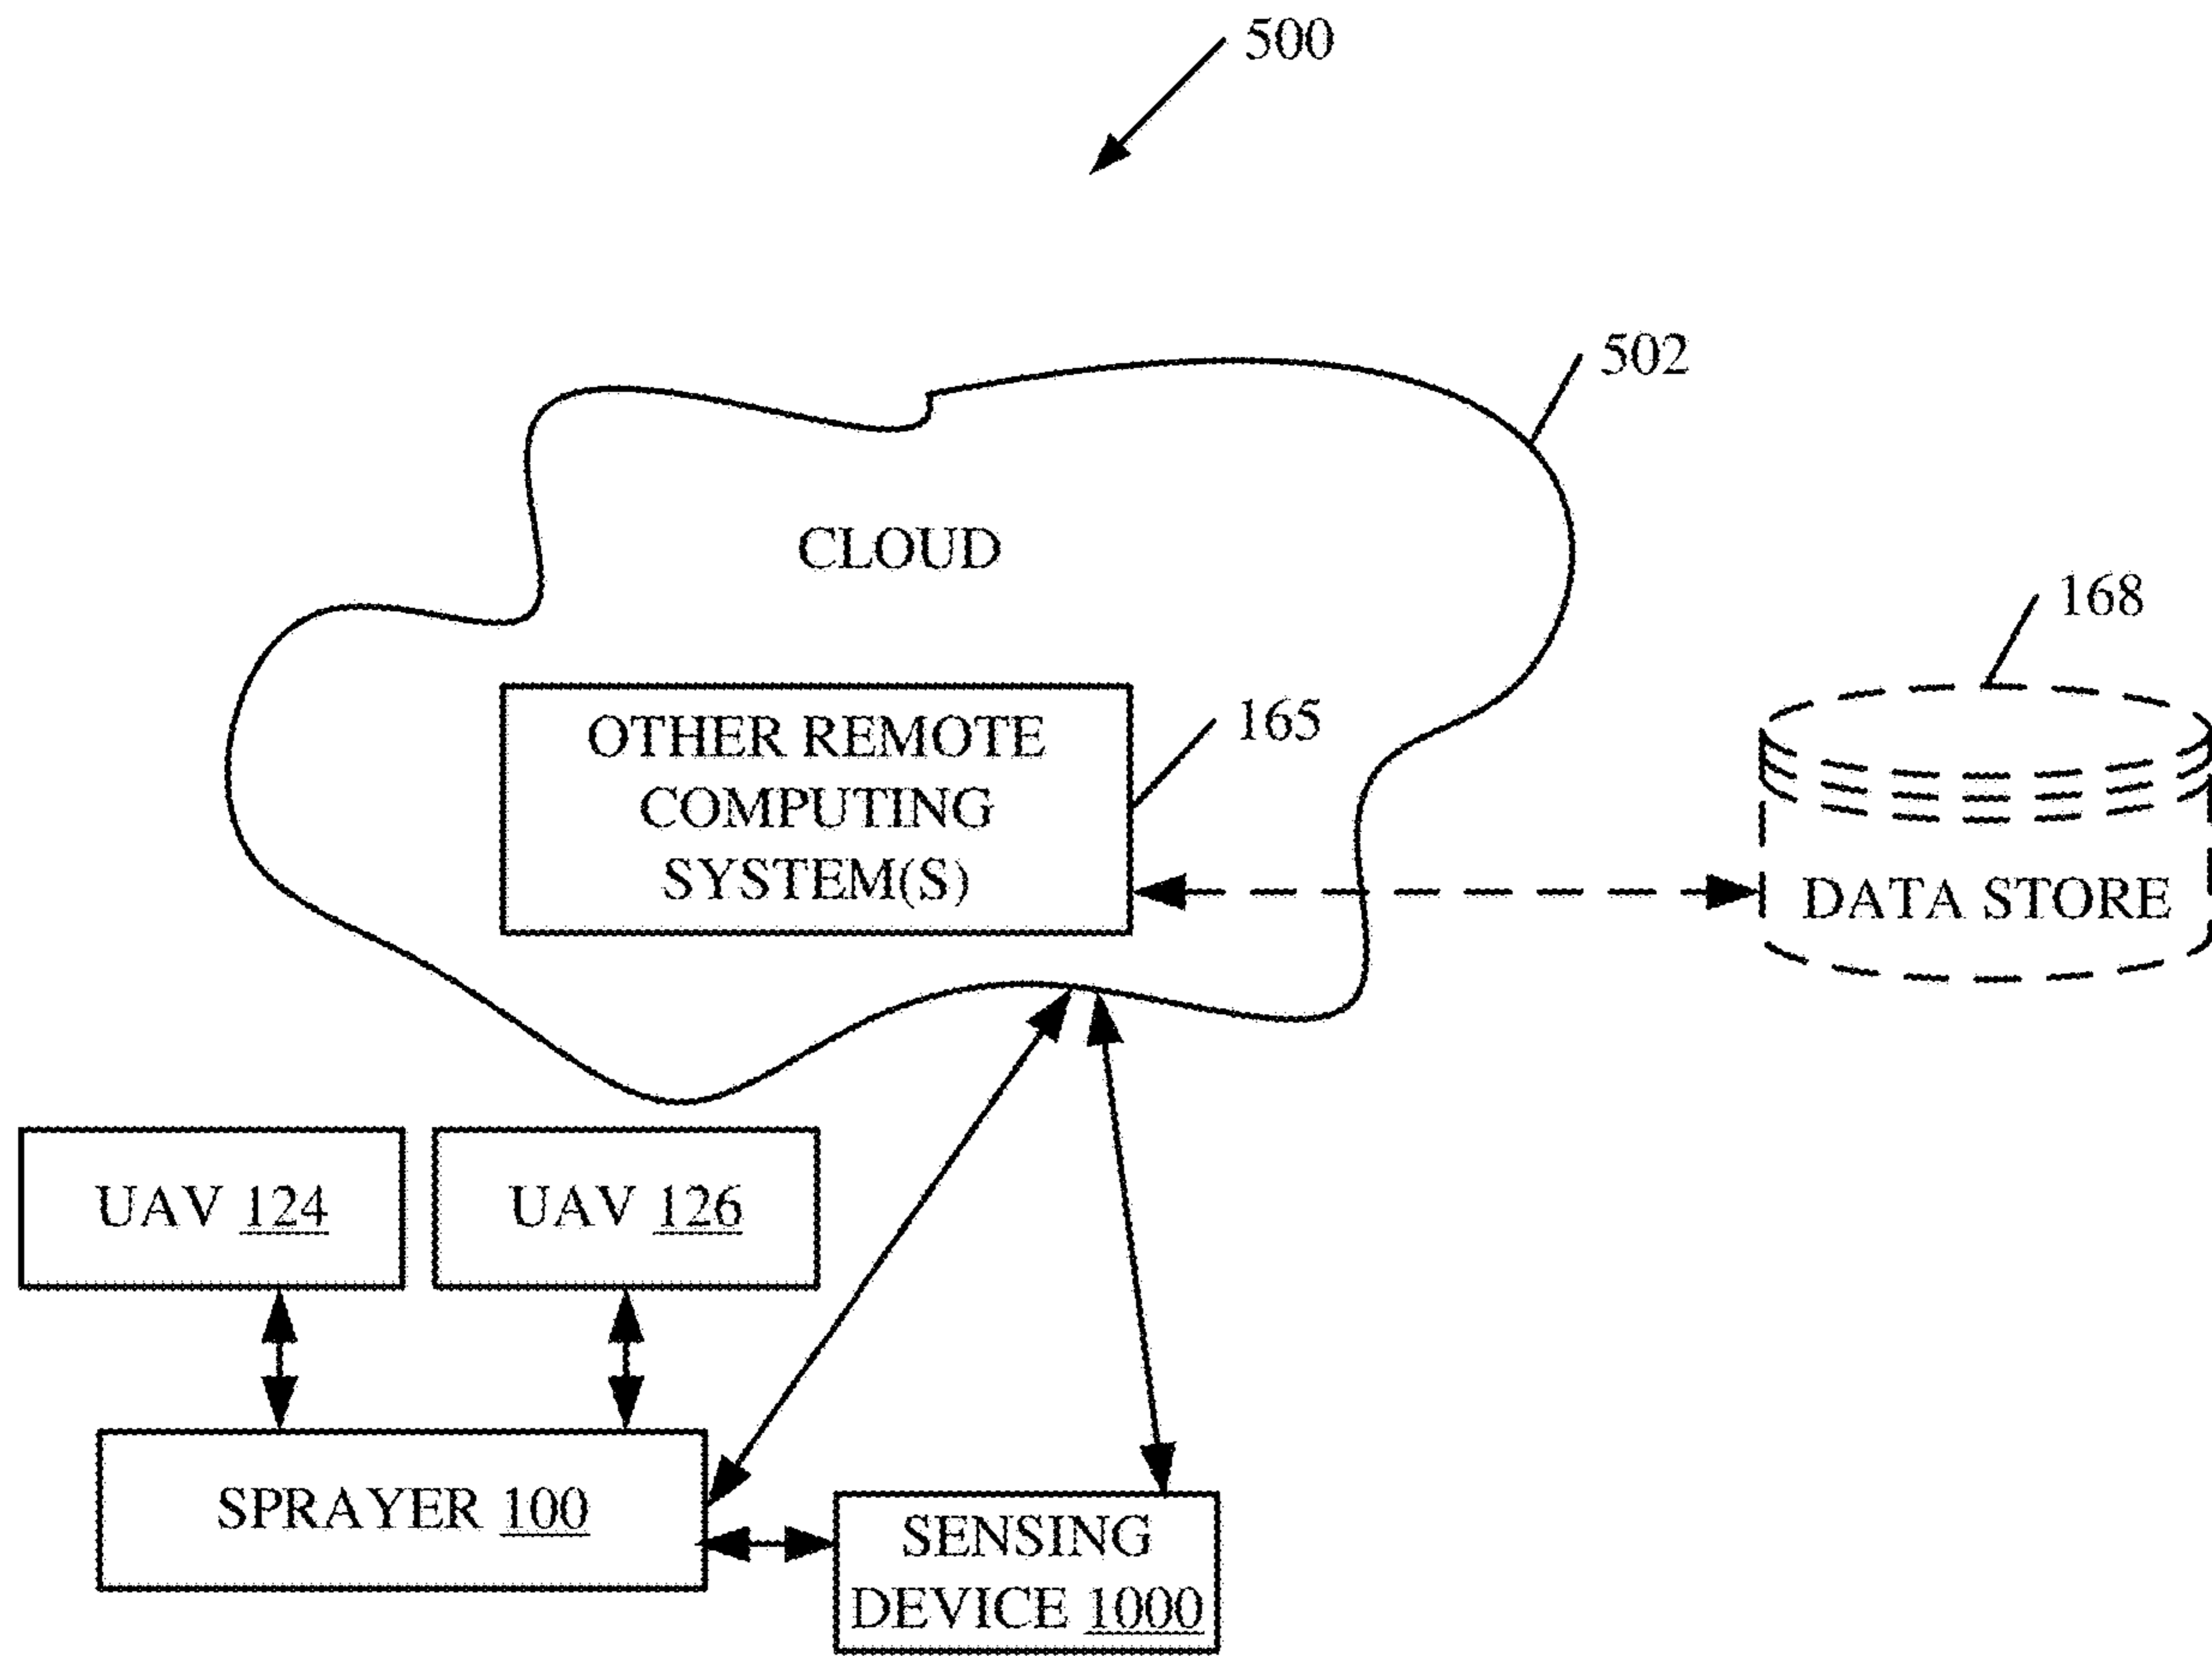 500
502
CLOUD
168
OTHER REMOTE
COMPUTING
SYSTEM(S)
165
DATA STORE
UAV 124
UAV 126
SPRAYER 100
SENSING
DEVICE 1000